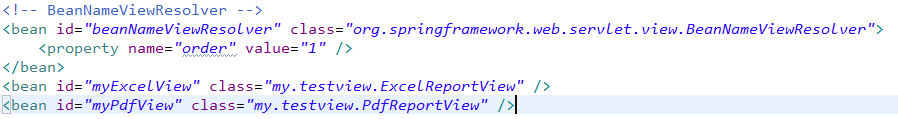 <!-- BeanNameViewResolver -->
<bean id="beanNameViewResolver" class="org.springframework.web.servlet.view.BeanNameViewResolver">
    <property name="order" value="1" />
</bean>
<bean id="myExcelView" class="my.testview.ExcelReportView" />
<bean id="myPdfView" class="my.testview.PdfReportView" />